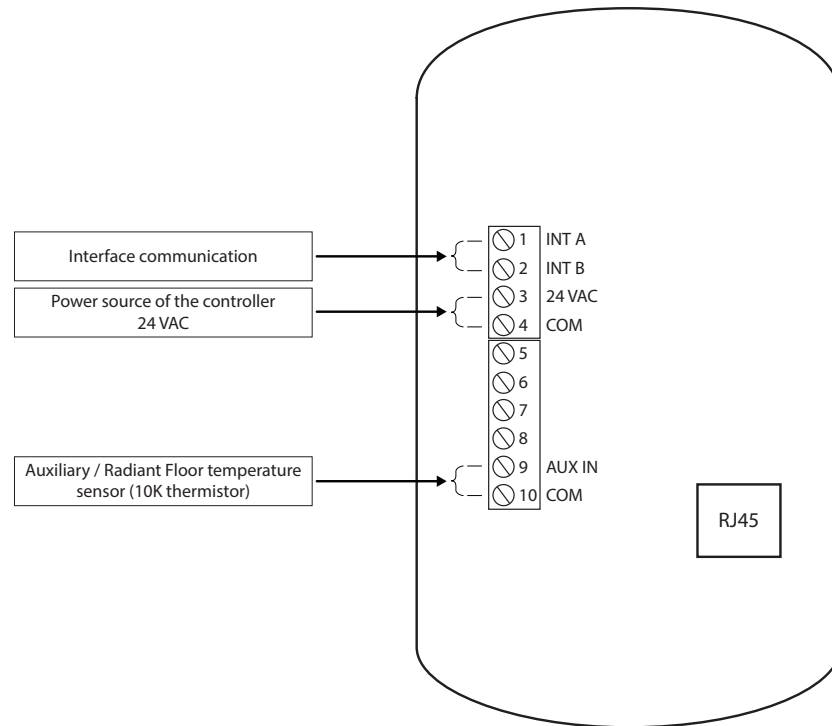 Interface communication
Power source of the controller
24 VAC
Auxiliary / Radiant Floor temperature
sensor (10K thermistor)
1 INT A
2 INT B
3 24 VAC
4 COM
5
6
7
8
9 AUX IN
10 COM
RJ45